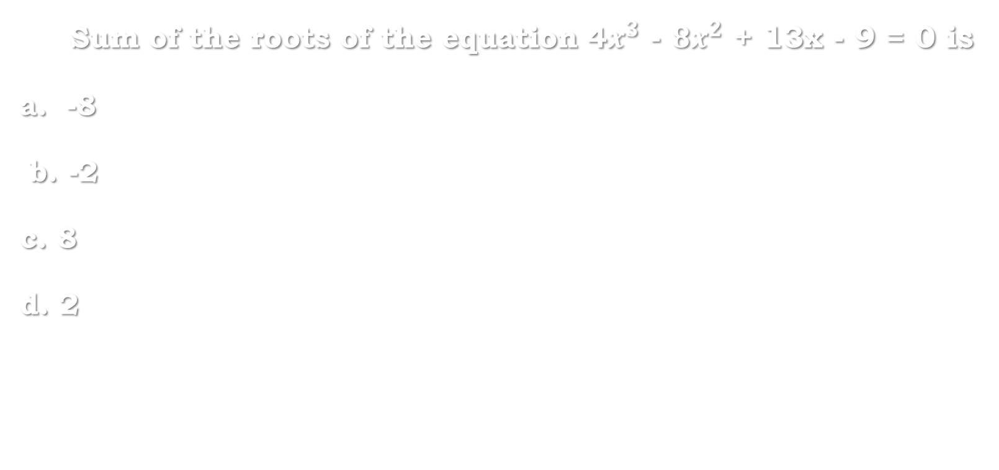 Sum of the roots of the equation 4x³ - 8x² + 13x - 9 = 0 is
a. -8
b. -2
c. 8
d. 2